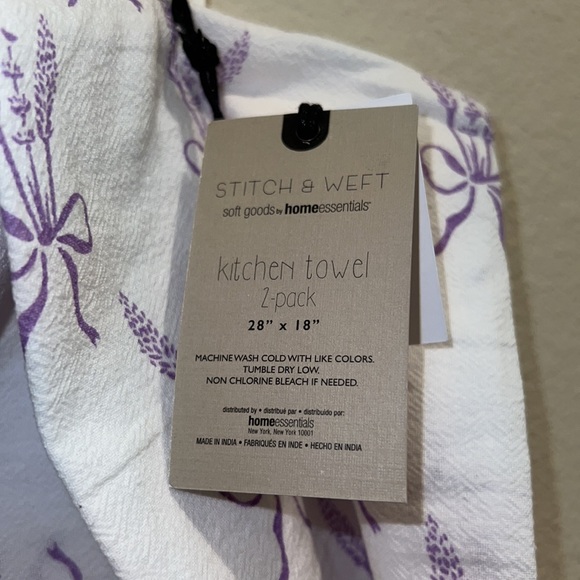 STITCH & WEFT
soft goods by homeessentials
kitchen towel
2-pack
28" x 18"
MACHINE WASH COLD WITH LIKE COLORS.
TUMBLE DRY LOW.
NON CHLORINE BLEACH IF NEEDED.
distributed by • distribué par • distribuido por:
homeessentials
New York, New York 10001
MADE IN INDIA • FABRIQUÉS EN INDE • HECHO EN INDIA